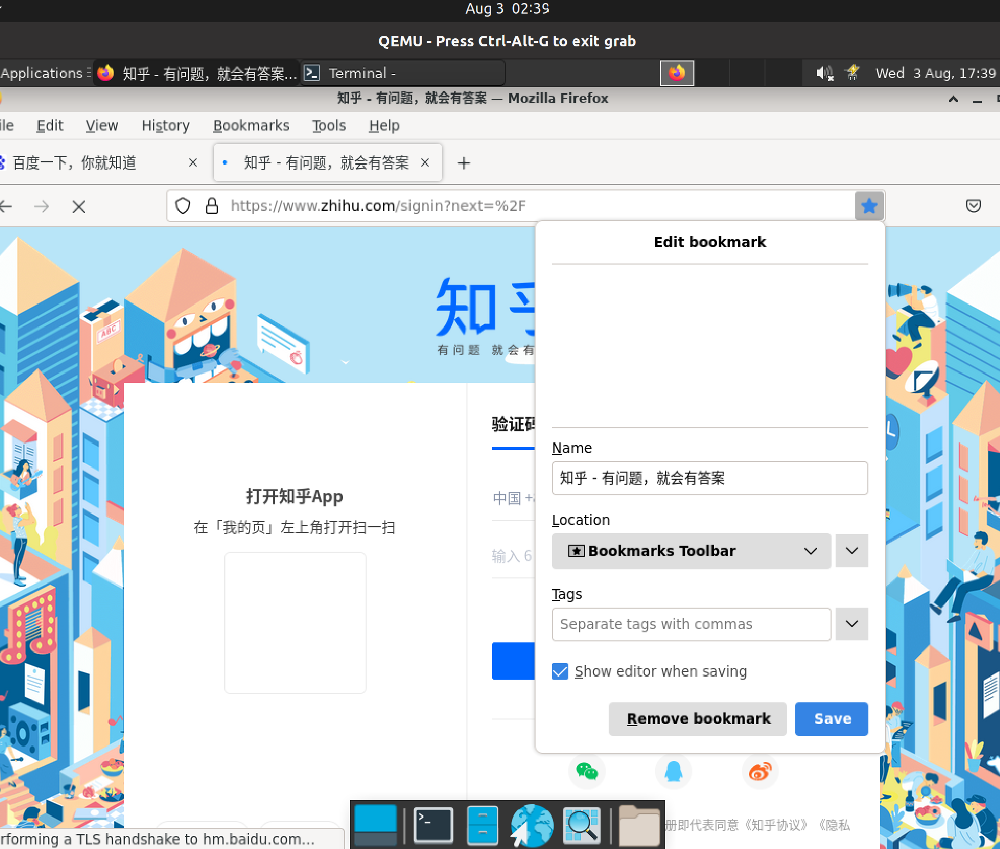 Aug 3 02:39
QEMU - Press Ctrl-Alt-G to exit grab
Applications
知乎 - 有问题，就会有答案...
Terminal -
Wed 3 Aug, 17:39
知乎 - 有问题，就会有答案 — Mozilla Firefox
Edit View History Bookmarks Tools Help
百度一下，你就知道
知乎 - 有问题，就会有答案
https://www.zhihu.com/signin?next=%2F
Edit bookmark
ABC
有问题 就会有
验证码
打开知乎App
在「我的页」左上角打开扫一扫
中国
输入 6
Name
知乎 - 有问题，就会有答案
Location
Bookmarks Toolbar
Tags
Separate tags with commas
Show editor when saving
Remove bookmark
Save
册即代表同意《知乎协议》《隐私
rforming a TLS handshake to hm.baidu.com...